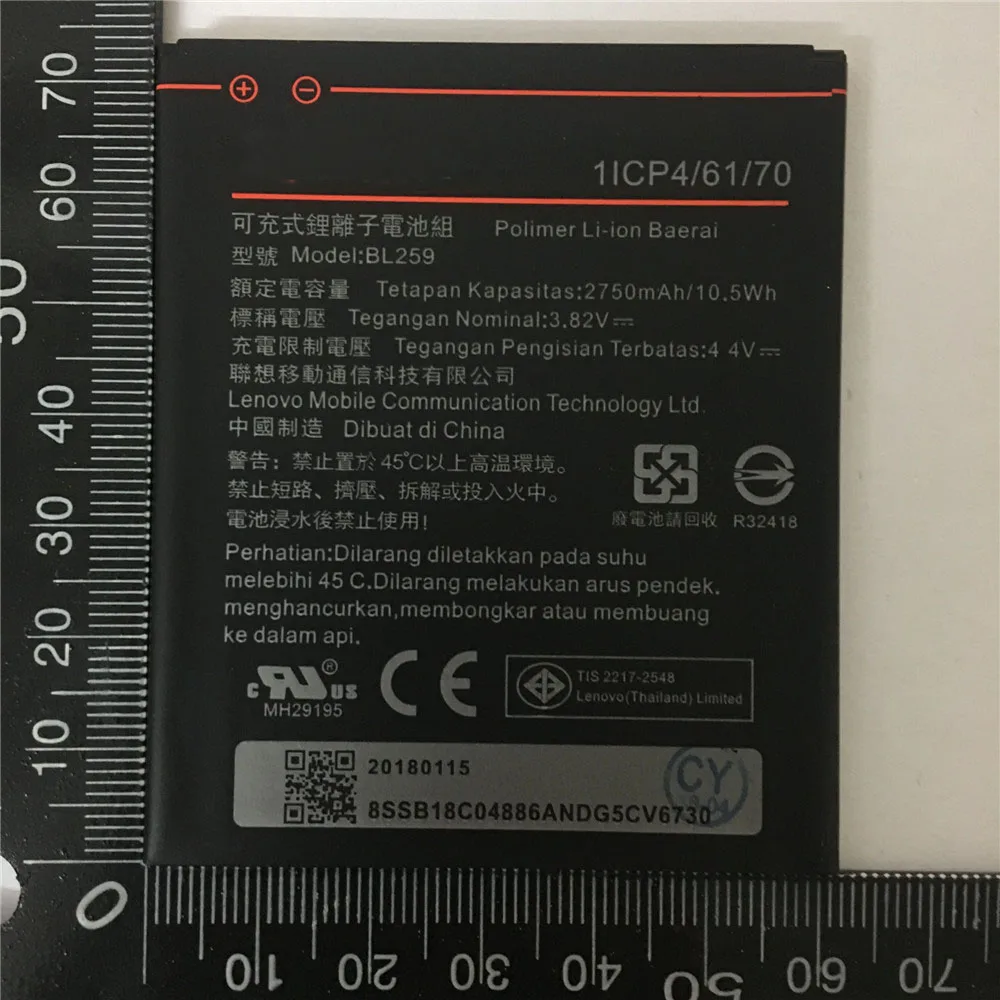 1ICP4/61/70
可充式鋰離子電池組 Polimer Li-ion Baerai
型號 Model:BL259
額定電容量 Tetapan Kapasitas:2750mAh/10.5Wh
標稱電壓 Tegangan Nominal:3.82V⎓
充電限制電壓 Tegangan Pengisian Terbatas:4 4V⎓
聯想移動通信科技有限公司
Lenovo Mobile Communication Technology Ltd.
中國制造 Dibuat di China
警告: 禁止置於 45℃以上高温環境。
禁止短路、擠壓、拆解或投入火中。
電池浸水後禁止使用!
廢電池請回收 R32418
Perhatian:Dilarang diletakkan pada suhu
melebihi 45 C.Dilarang melakukan arus pendek.
menghancurkan,membongkar atau membuang
ke dalam api.
c RU ® US
MH29195
CE
TIS 2217-2548
Lenovo(Thailand) Limited
20180115
8SSB18C04886ANDG5CV6730
CY
70
60
50
40
30
20
10
0
10 20 30 40 50 60 70